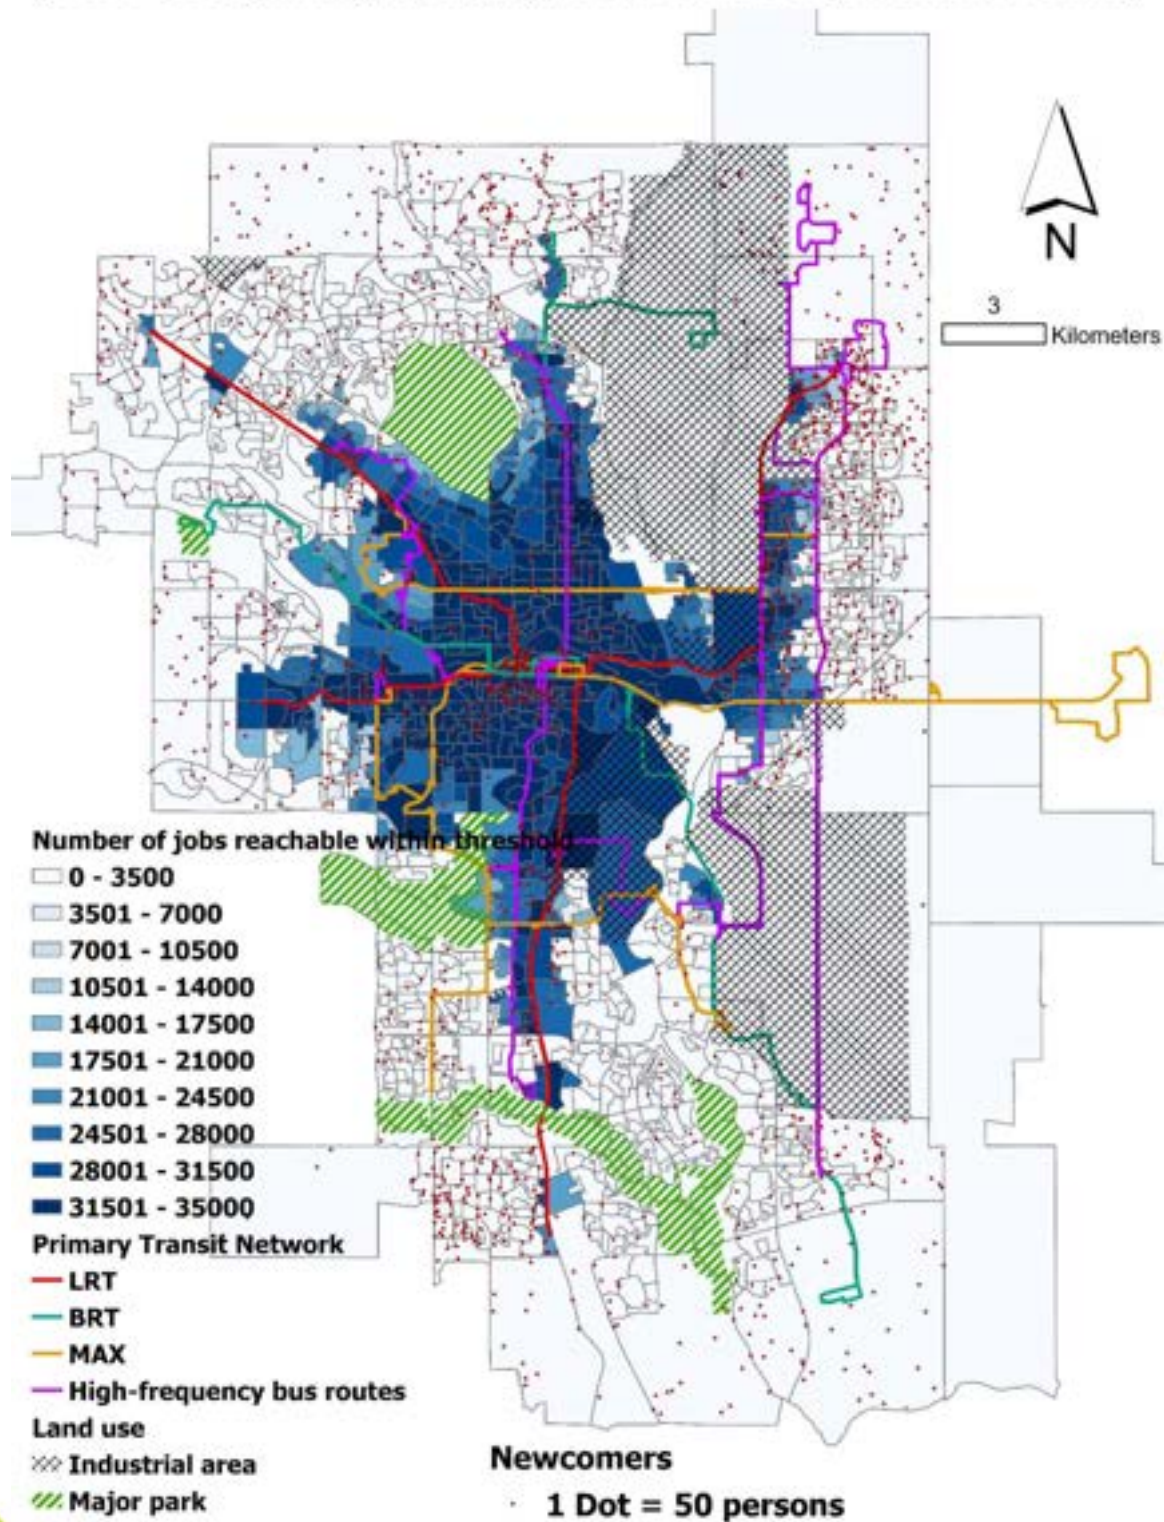 N
3
Kilometers
Number of jobs reachable within threshold
0 - 3500
3501 - 7000
7001 - 10500
10501 - 14000
14001 - 17500
17501 - 21000
21001 - 24500
24501 - 28000
28001 - 31500
31501 - 35000
Primary Transit Network
LRT
BRT
MAX
High-frequency bus routes
Land use
Industrial area
Major park
Newcomers
1 Dot = 50 persons